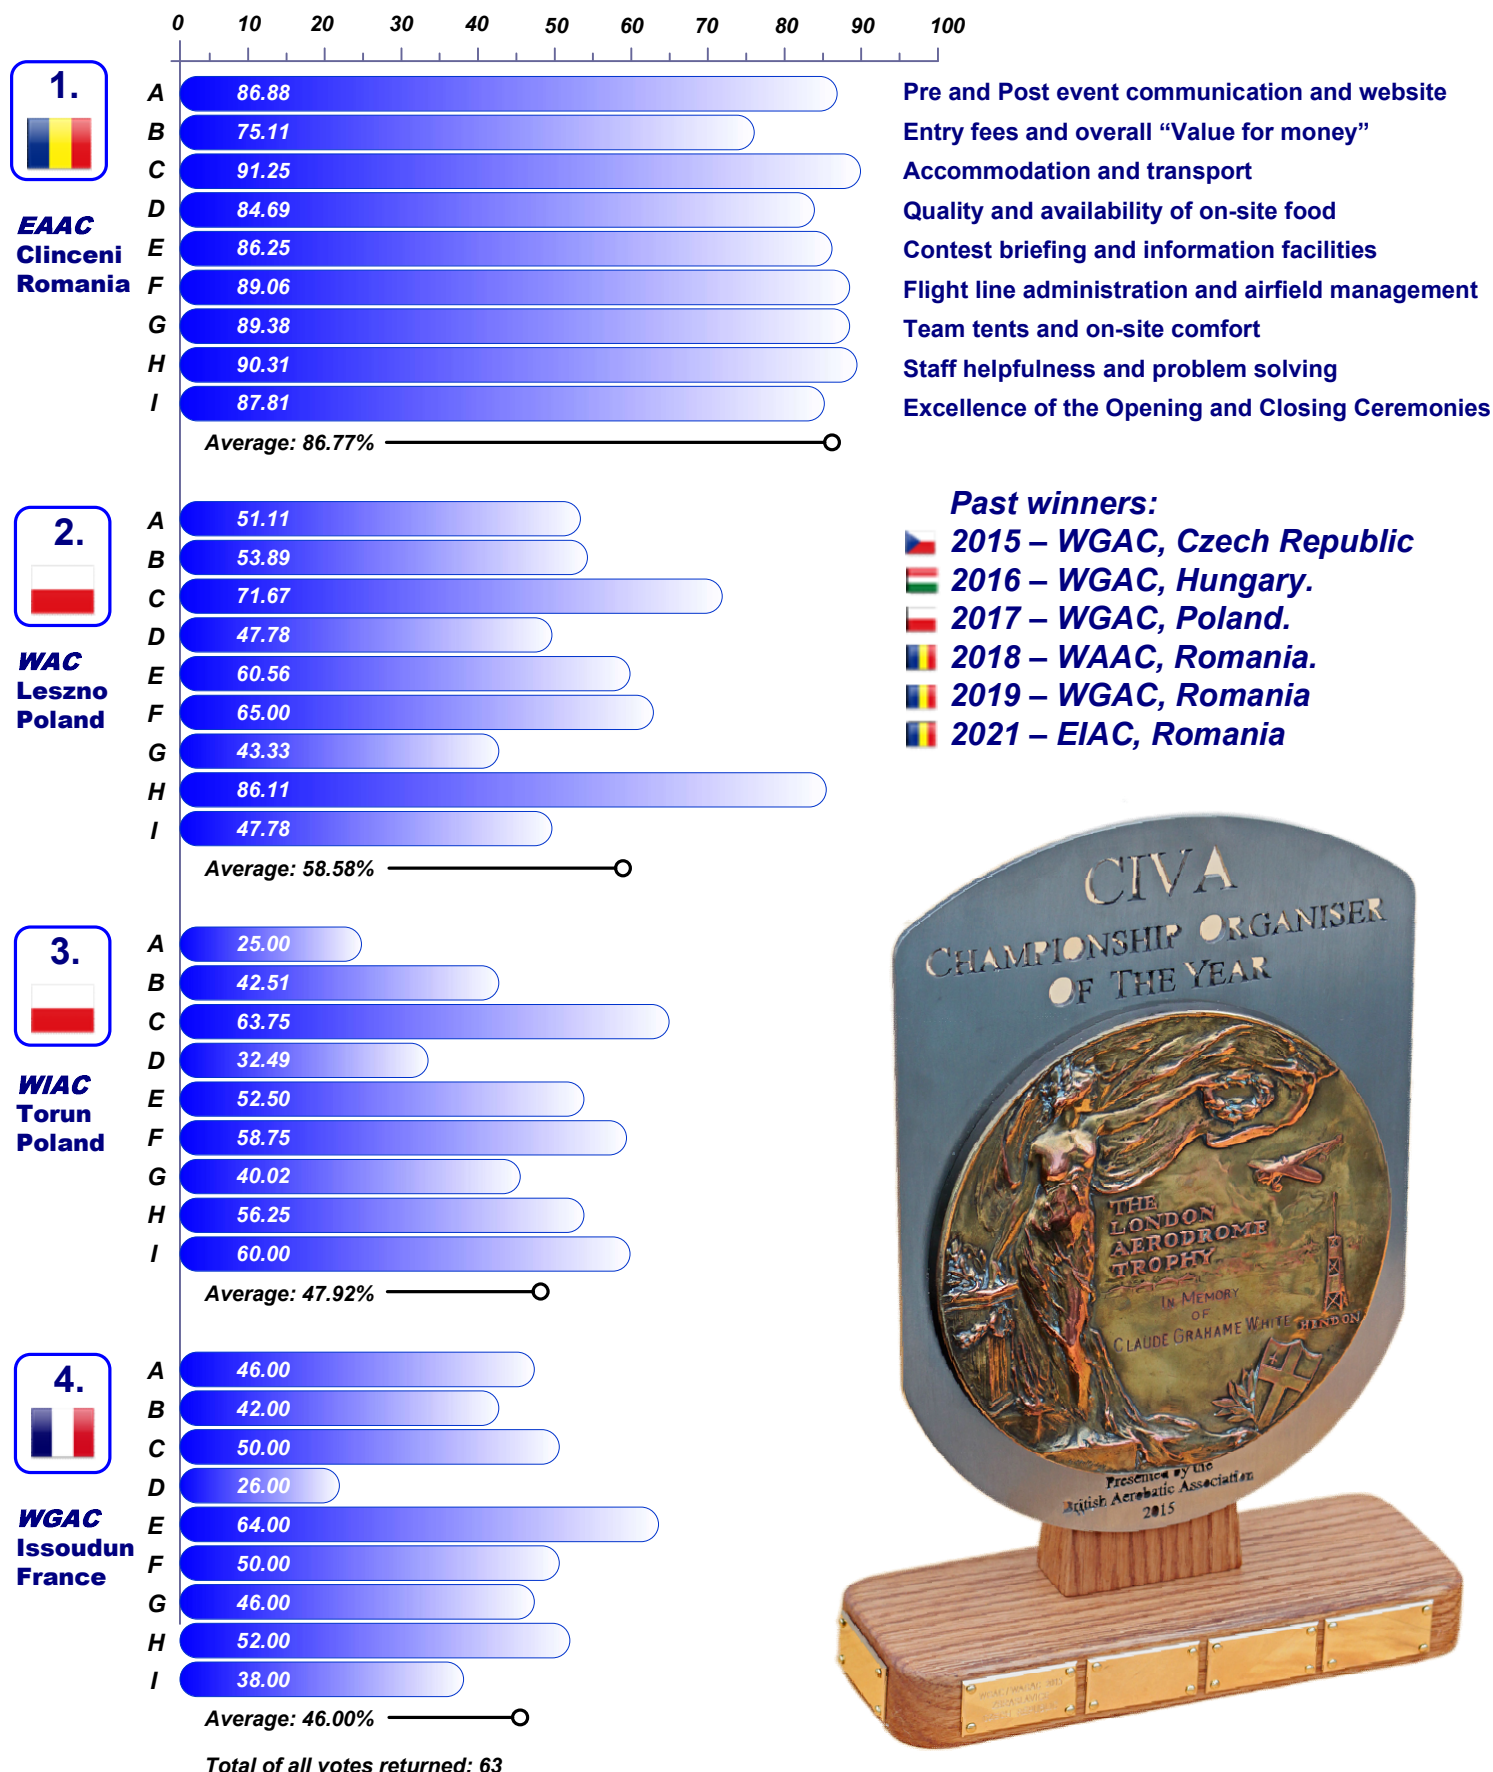 0 10 20 30 40 50 60 70 80 90 100
1.
EAAC
Clinceni
Romania
A 86.88
B 75.11
C 91.25
D 84.69
E 86.25
F 89.06
G 89.38
H 90.31
I 87.81
Average: 86.77%
Pre and Post event communication and website
Entry fees and overall “Value for money”
Accommodation and transport
Quality and availability of on-site food
Contest briefing and information facilities
Flight line administration and airfield management
Team tents and on-site comfort
Staff helpfulness and problem solving
Excellence of the Opening and Closing Ceremonies
2.
WAC
Leszno
Poland
A 51.11
B 53.89
C 71.67
D 47.78
E 60.56
F 65.00
G 43.33
H 86.11
I 47.78
Average: 58.58%
Past winners:
2015 – WGAC, Czech Republic
2016 – WGAC, Hungary.
2017 – WGAC, Poland.
2018 – WAAC, Romania.
2019 – WGAC, Romania
2021 – EIAC, Romania
3.
WIAC
Torun
Poland
A 25.00
B 42.51
C 63.75
D 32.49
E 52.50
F 58.75
G 40.02
H 56.25
I 60.00
Average: 47.92%
4.
WGAC
Issoudun
France
A 46.00
B 42.00
C 50.00
D 26.00
E 64.00
F 50.00
G 46.00
H 52.00
I 38.00
Average: 46.00%
Total of all votes returned: 63
CIVA
CHAMPIONSHIP ORGANISER
OF THE YEAR
THE
LONDON
AERODROME
TROPHY
IN MEMORY
OF
CLAUDE GRAHAME WHITE
HENDON
Presented by the
British Aerobatic Association
2015